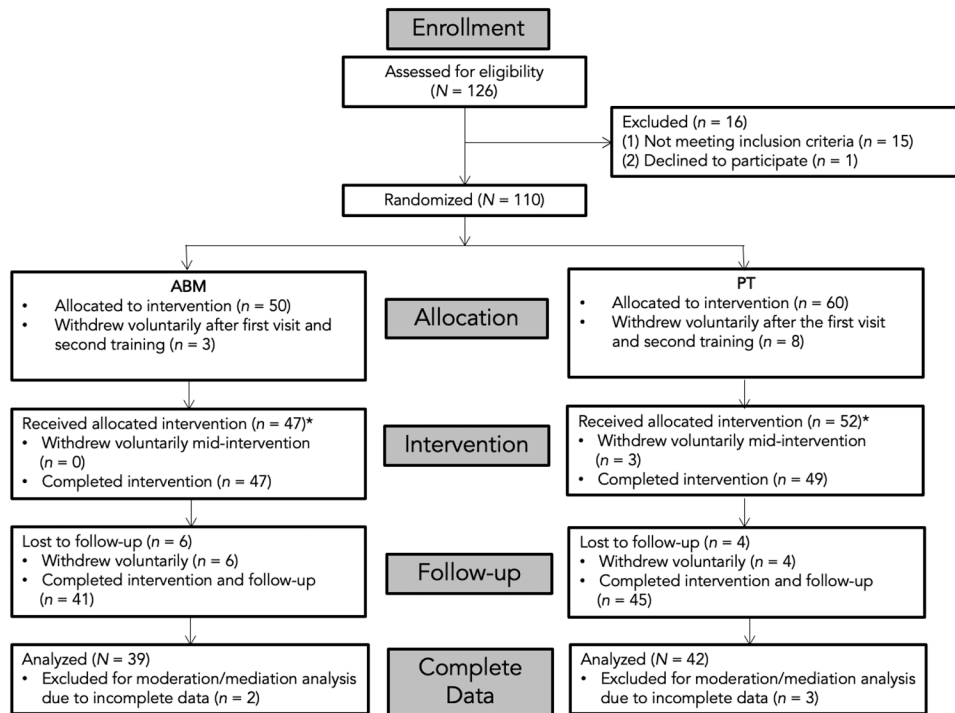 Enrollment
Assessed for eligibility
(N = 126)
Excluded (n = 16)
(1) Not meeting inclusion criteria (n = 15)
(2) Declined to participate (n = 1)
Randomized (N = 110)
ABM
• Allocated to intervention (n = 50)
• Withdrew voluntarily after first visit and
second training (n = 3)
Allocation
PT
• Allocated to intervention (n = 60)
• Withdrew voluntarily after the first visit
and second training (n = 8)
Received allocated intervention (n = 47)*
• Withdrew voluntarily mid-intervention
(n = 0)
• Completed intervention (n = 47)
Intervention
Received allocated intervention (n = 52)*
• Withdrew voluntarily mid-intervention
(n = 3)
• Completed intervention (n = 49)
Lost to follow-up (n = 6)
• Withdrew voluntarily (n = 6)
• Completed intervention and follow-up
(n = 41)
Follow-up
Lost to follow-up (n = 4)
• Withdrew voluntarily (n = 4)
• Completed intervention and follow-up
(n = 45)
Analyzed (N = 39)
• Excluded for moderation/mediation analysis
due to incomplete data (n = 2)
Complete
Data
Analyzed (N = 42)
• Excluded for moderation/mediation analysis
due to incomplete data (n = 3)